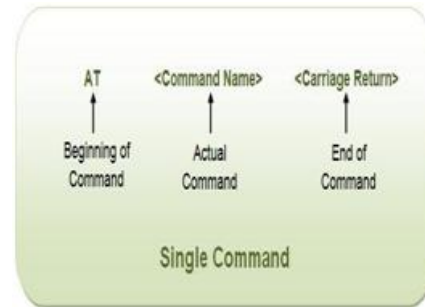 AT <Command Name> <Carriage Return>
Beginning of Command
Actual Command
End of Command
Single Command